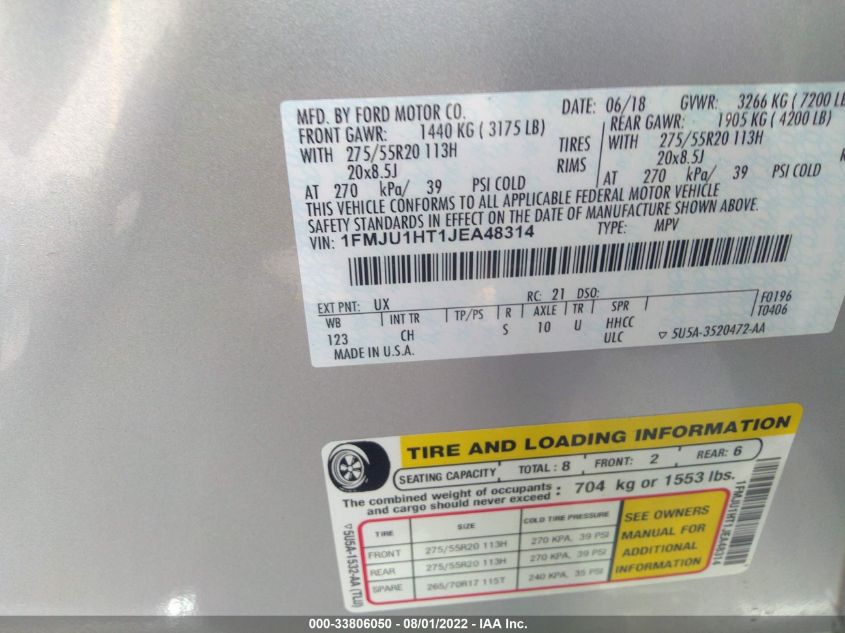 MFD. BY FORD MOTOR CO. DATE: 06/18 GVWR: 3266 KG ( 7200 LB
FRONT GAWR: 1440 KG ( 3175 LB) REAR GAWR: 1905 KG ( 4200 LB)
WITH 275/55R20 113H TIRES WITH 275/55R20 113H
20x8.5J RIMS 20x8.5J
AT 270 kPa/ 39 PSI COLD AT 270 kPa/ 39 PSI COLD
THIS VEHICLE CONFORMS TO ALL APPLICABLE FEDERAL MOTOR VEHICLE
SAFETY STANDARDS IN EFFECT ON THE DATE OF MANUFACTURE SHOWN ABOVE.
VIN: 1FMJU1HT1JEA48314 TYPE: MPV
EXT PNT: UX RC: 21 DSO: F0196
WB INT TR TP/PS R AXLE TR SPR T0406
123 CH S 10 U HHCC
ULC ▽ 5U5A-3520472-AA
MADE IN U.S.A.
TIRE AND LOADING INFORMATION
SEATING CAPACITY TOTAL : 8 FRONT: 2 REAR: 6
The combined weight of occupants and cargo should never exceed : 704 kg or 1553 lbs.
TIRE SIZE COLD TIRE PRESSURE
FRONT 275/55R20 113H 270 KPA, 39 PSI
REAR 275/55R20 113H 270 KPA, 39 PSI
SPARE 265/70R17 115T 240 KPA, 35 PSI
SEE OWNERS
MANUAL FOR
ADDITIONAL
INFORMATION
▽5U5A-1532-AA (TLU)
1FMJU1HT1JEA48314
000-33806050 - 08/01/2022 - IAA Inc.